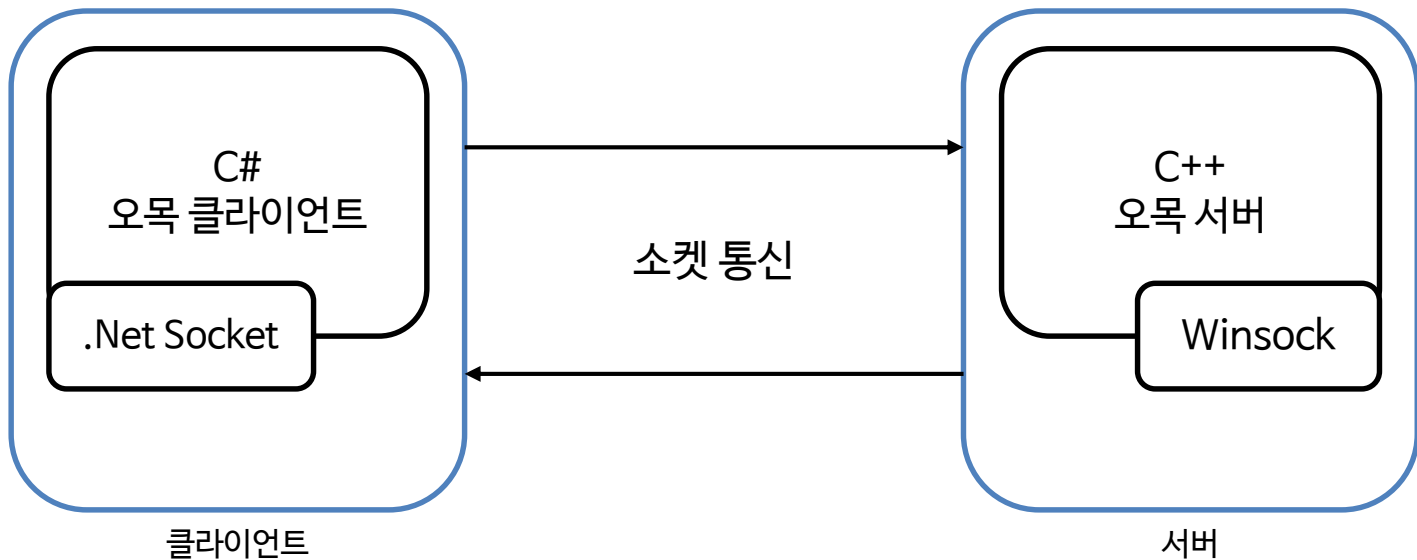 C#
오목 클라이언트
.Net Socket
소켓 통신
C++
오목 서버
Winsock
클라이언트
서버